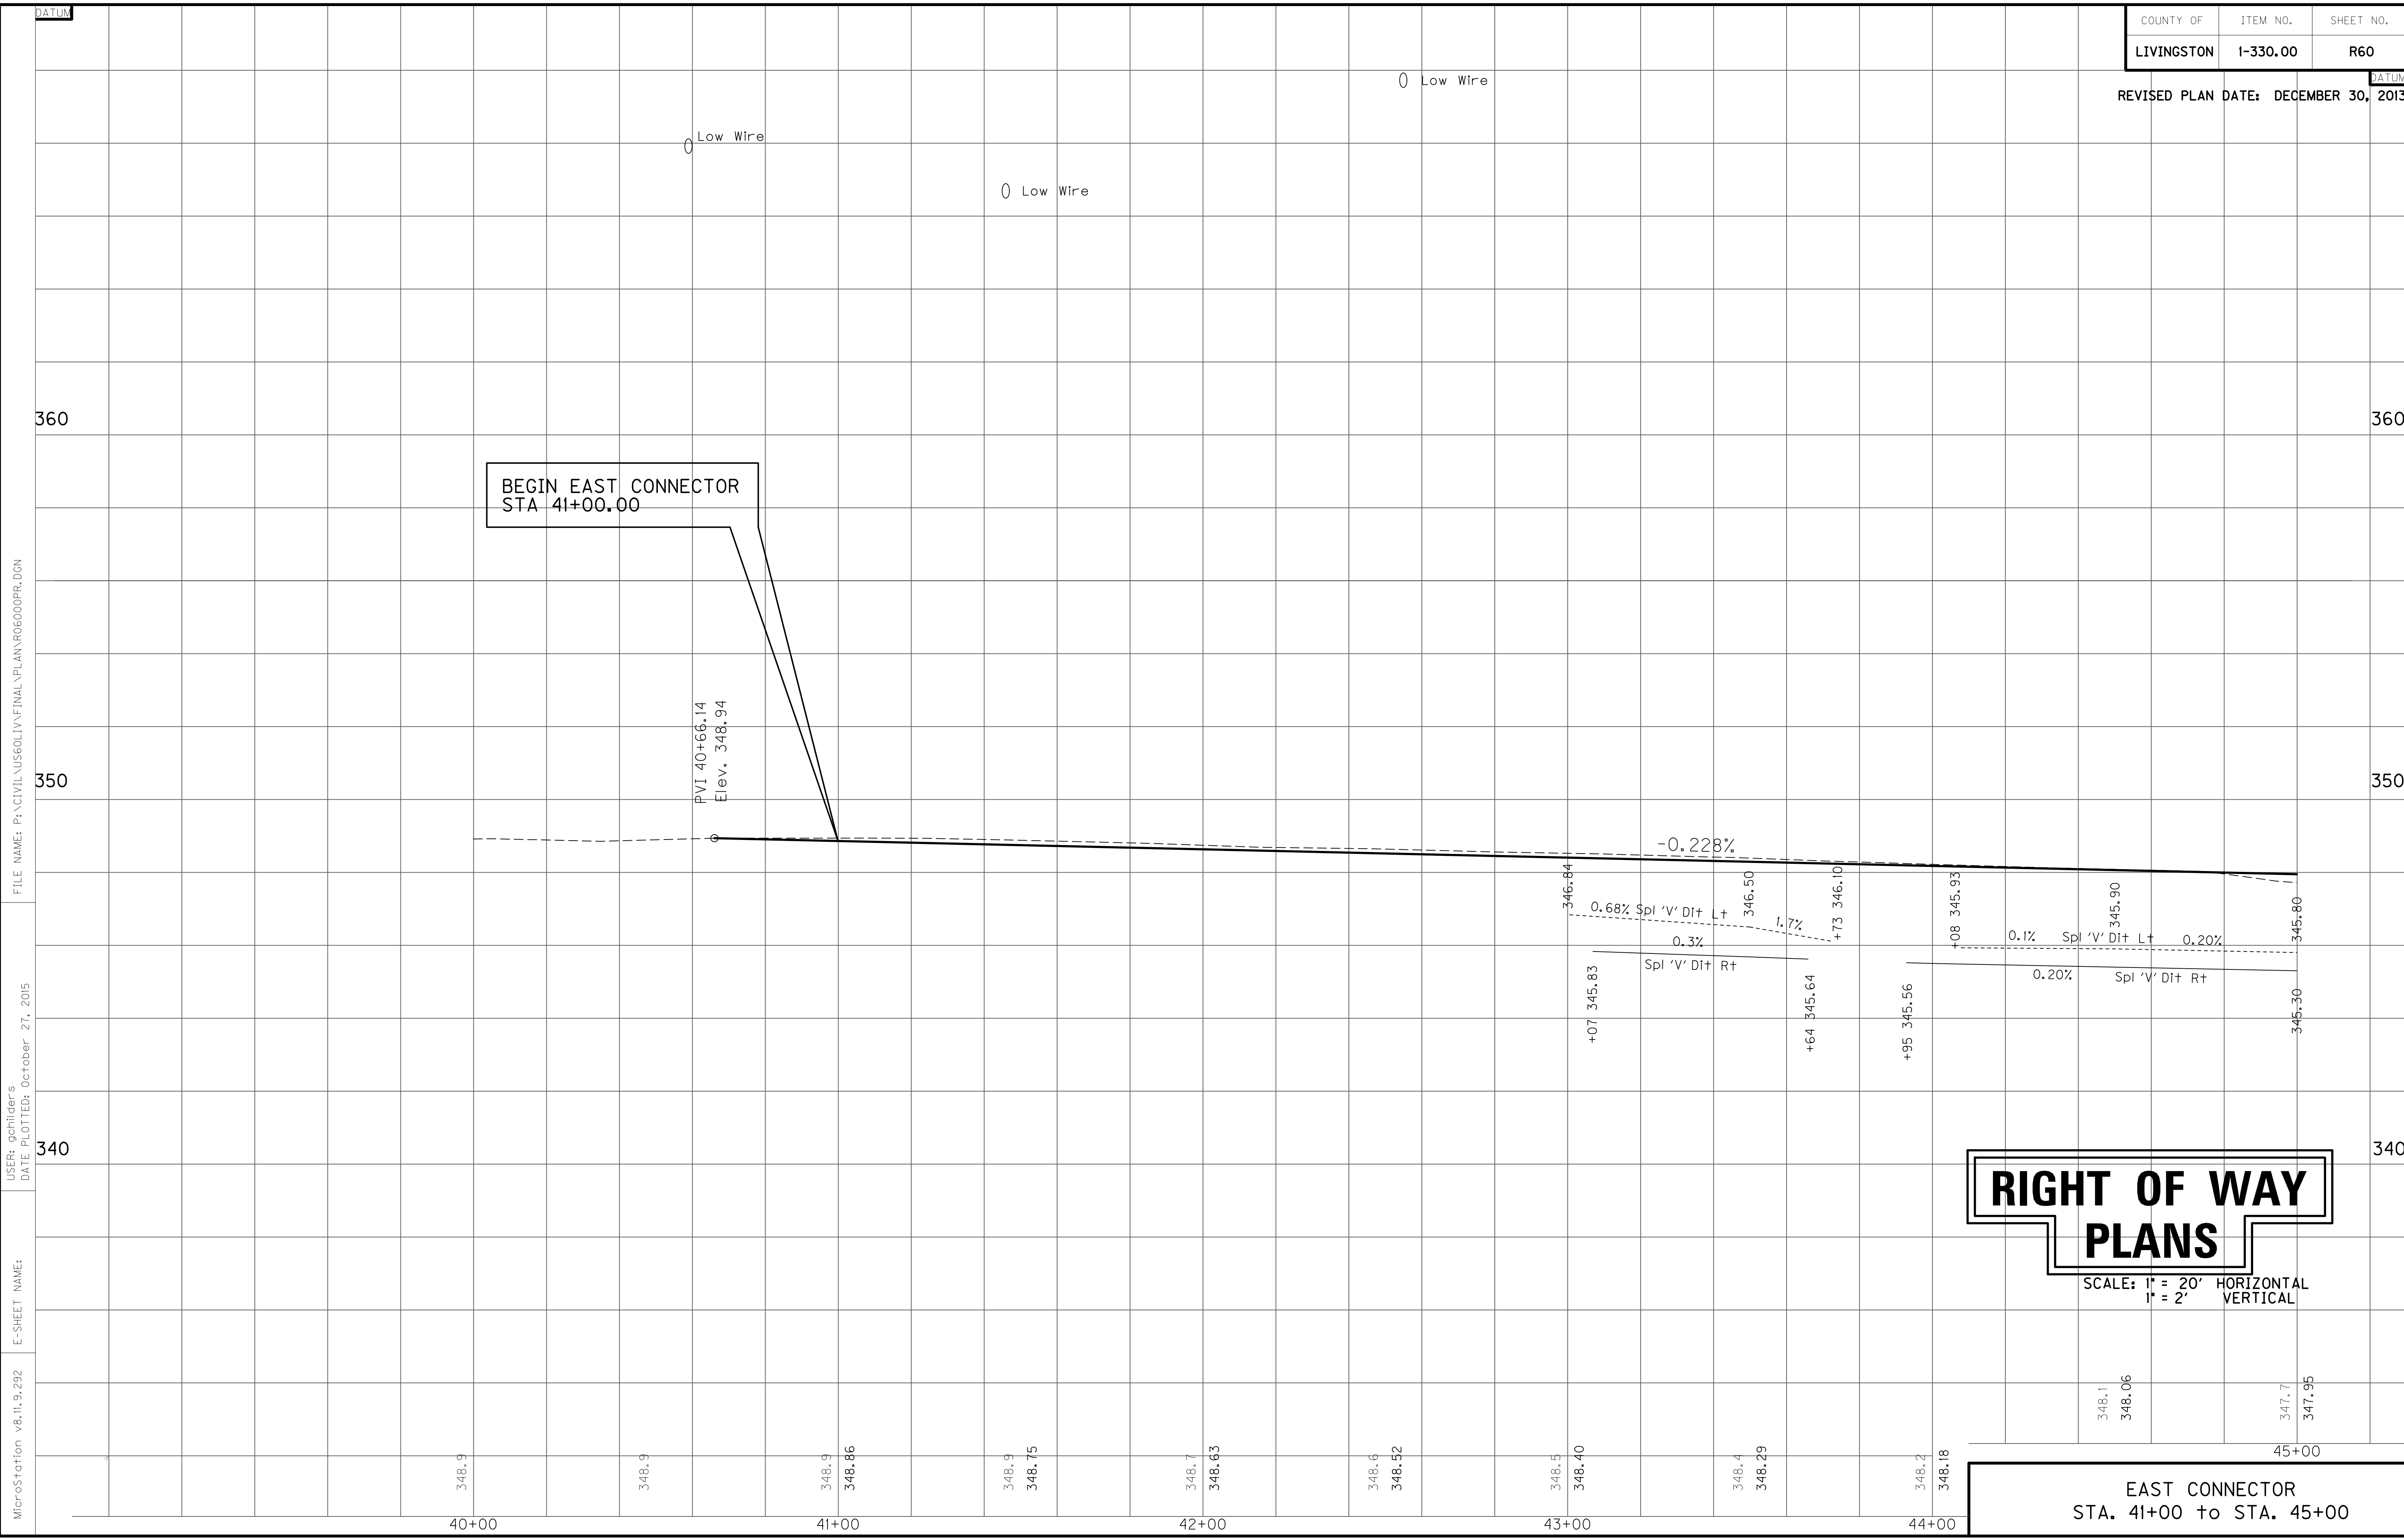 DATUM
COUNTY OF
ITEM NO.
SHEET NO.
LIVINGSTON
1-330.00
R60
DATUM
REVISED PLAN DATE: DECEMBER 30, 2013
Low Wire
Low Wire
Low Wire
360
360
BEGIN EAST CONNECTOR
STA 41+00.00
PVI 40+66.14
Elev. 348.94
350
350
-0.228%
346.84
0.68% Spl 'V' Dit Lt
346.50
1.7%
+73 346.10
0.3%
Spl 'V' Dit Rt
+07 345.83
+64 345.64
+08 345.93
345.90
345.80
0.1%
Spl 'V' Dit Lt
0.20%
+95 345.56
0.20%
Spl 'V' Dit Rt
345.30
340
340
RIGHT OF WAY
PLANS
SCALE: 1" = 20' HORIZONTAL
1" = 2' VERTICAL
348.9
348.9
348.9
348.86
348.9
348.75
348.7
348.63
348.6
348.52
348.5
348.40
348.4
348.29
348.2
348.18
348.1
348.06
347.7
347.95
40+00
41+00
42+00
43+00
44+00
45+00
EAST CONNECTOR
STA. 41+00 to STA. 45+00
FILE NAME: P:\CIVIL\US60LIV\FINAL\PLAN\R06000PR.DGN
USER: gchilders
DATE PLOTTED: October 27, 2015
E-SHEET NAME:
MicroStation v8.11.9.292